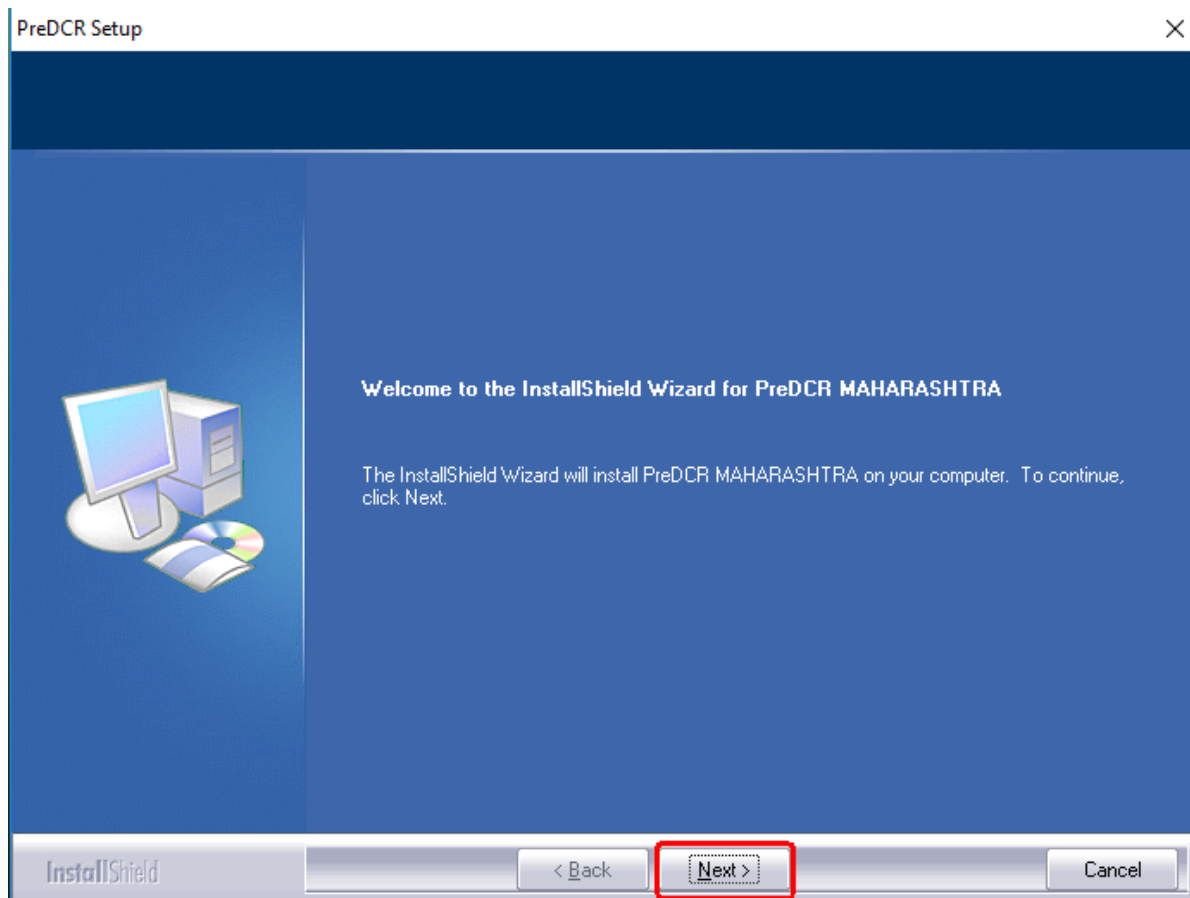 PreDCR Setup
Welcome to the InstallShield Wizard for PreDCR MAHARASHTRA
The InstallShield Wizard will install PreDCR MAHARASHTRA on your computer.  To continue,
click Next.
InstallShield
< Back
Next >
Cancel